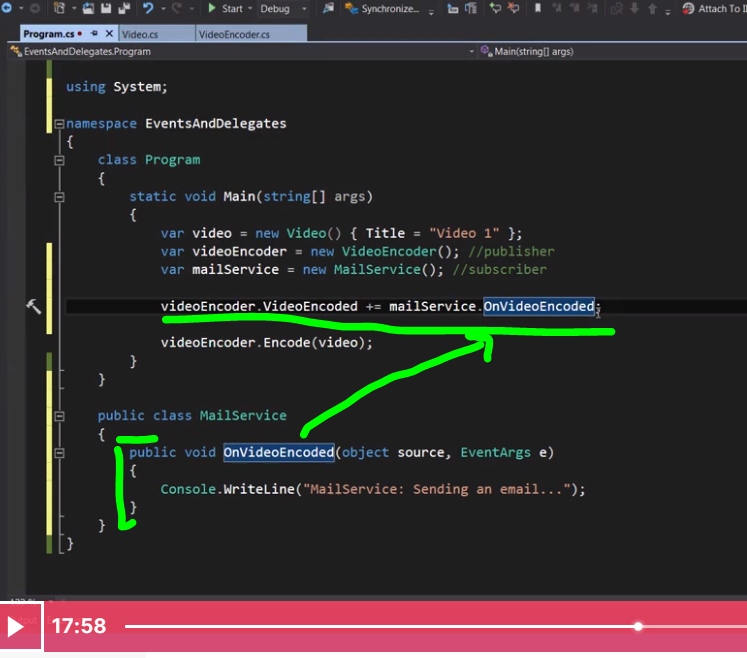 Start
Debug
Synchronize...
Attach To
Program.cs
Video.cs
VideoEncoder.cs
EventsAndDelegates.Program
Main(string[] args)
using System;
namespace EventsAndDelegates
{
class Program
{
static void Main(string[] args)
{
var video = new Video() { Title = "Video 1" };
var videoEncoder = new VideoEncoder(); //publisher
var mailService = new MailService(); //subscriber
videoEncoder.VideoEncoded += mailService.OnVideoEncoded;
videoEncoder.Encode(video);
}
}
public class MailService
{
public void OnVideoEncoded(object source, EventArgs e)
{
Console.WriteLine("MailService: Sending an email...");
}
}
}
17:58